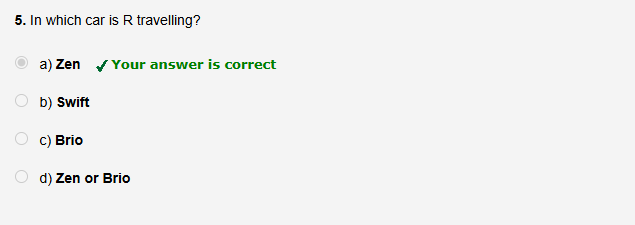 5. In which car is R travelling?
a) Zen ✓ Your answer is correct
b) Swift
c) Brio
d) Zen or Brio